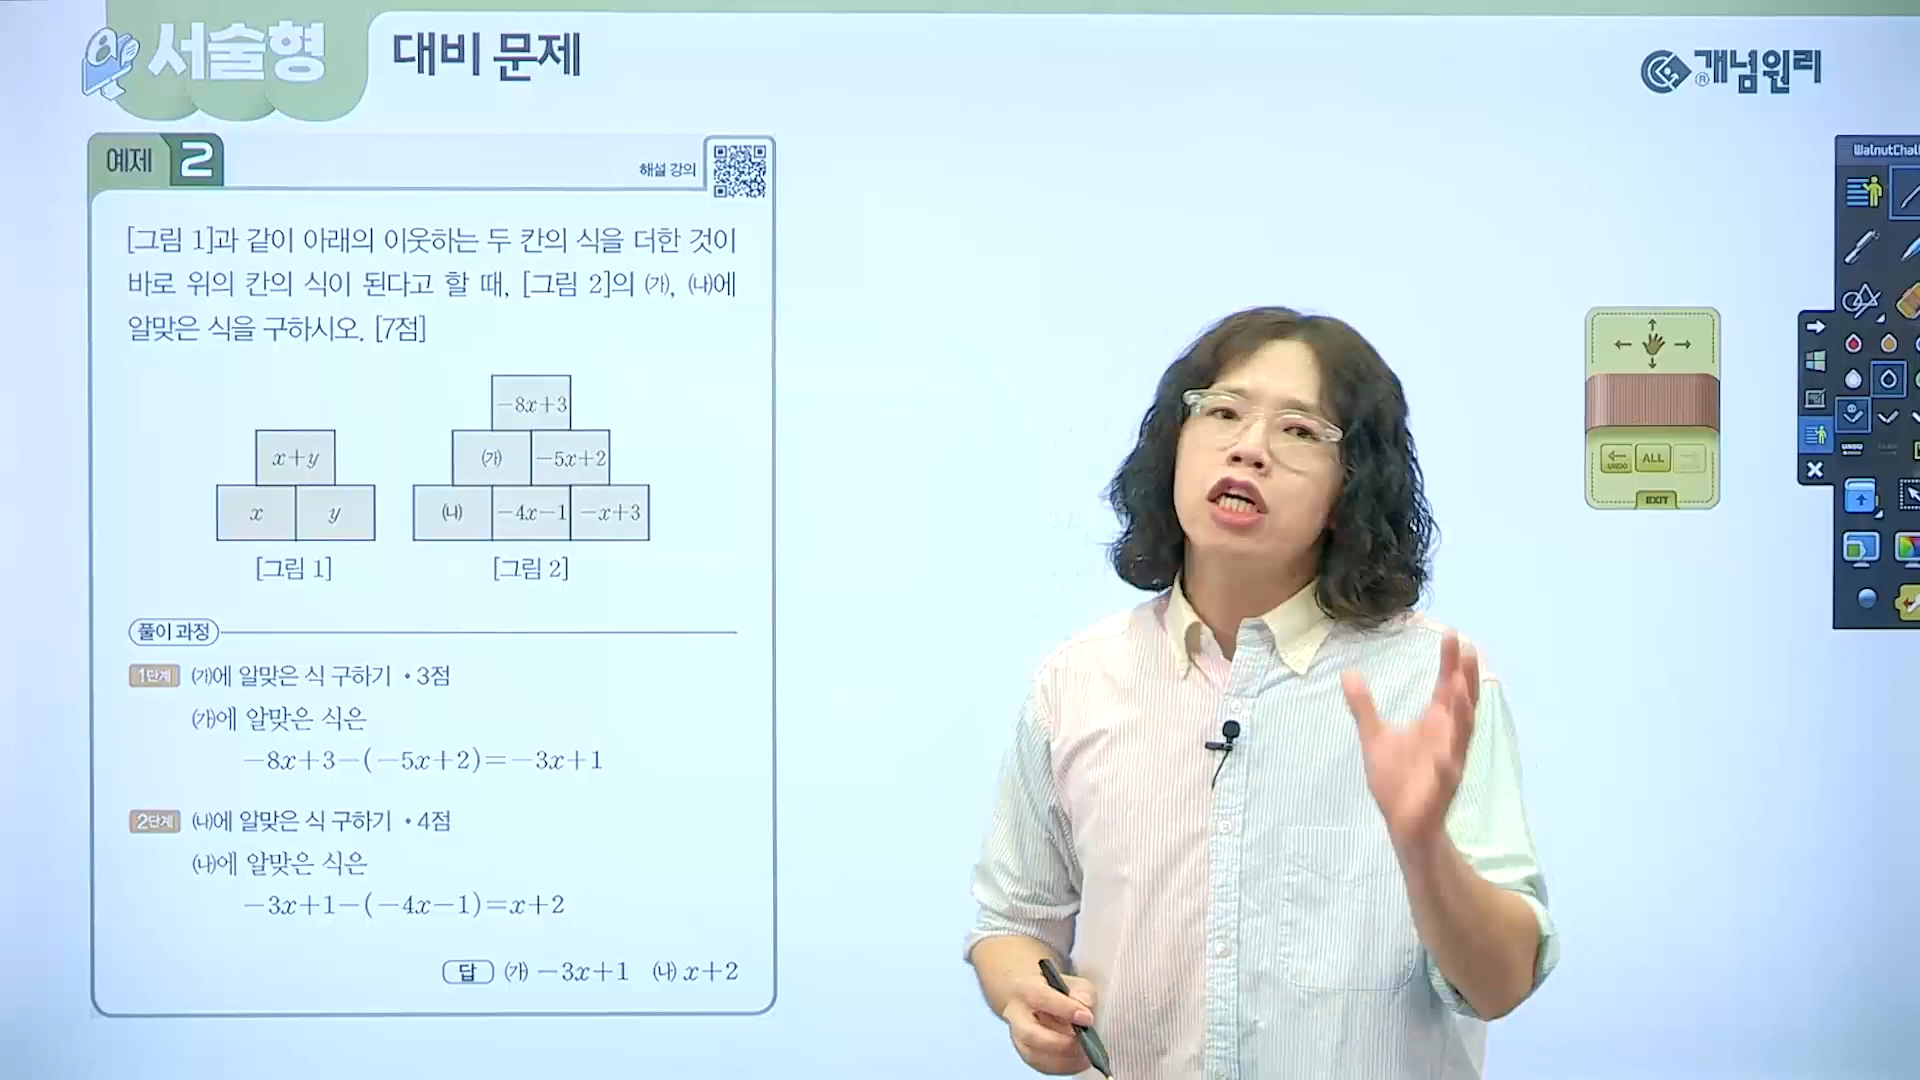 서술형 대비 문제
개념원리
예제 2
해설 강의
[그림 1]과 같이 아래의 이웃하는 두 칸의 식을 더한 것이
바로 위의 칸의 식이 된다고 할 때, [그림 2]의 ㈎, ㈏에
알맞은 식을 구하시오. [7점]
x+y
x y
[그림 1]
-8x+3
㈎ -5x+2
㈏ -4x-1 -x+3
[그림 2]
풀이 과정
1단계 ㈎에 알맞은 식 구하기 • 3점
㈎에 알맞은 식은
-8x+3-(-5x+2)=-3x+1
2단계 ㈏에 알맞은 식 구하기 • 4점
㈏에 알맞은 식은
-3x+1-(-4x-1)=x+2
답 ㈎ -3x+1 ㈏ x+2
UNDO ALL
EXIT
WalnutChal